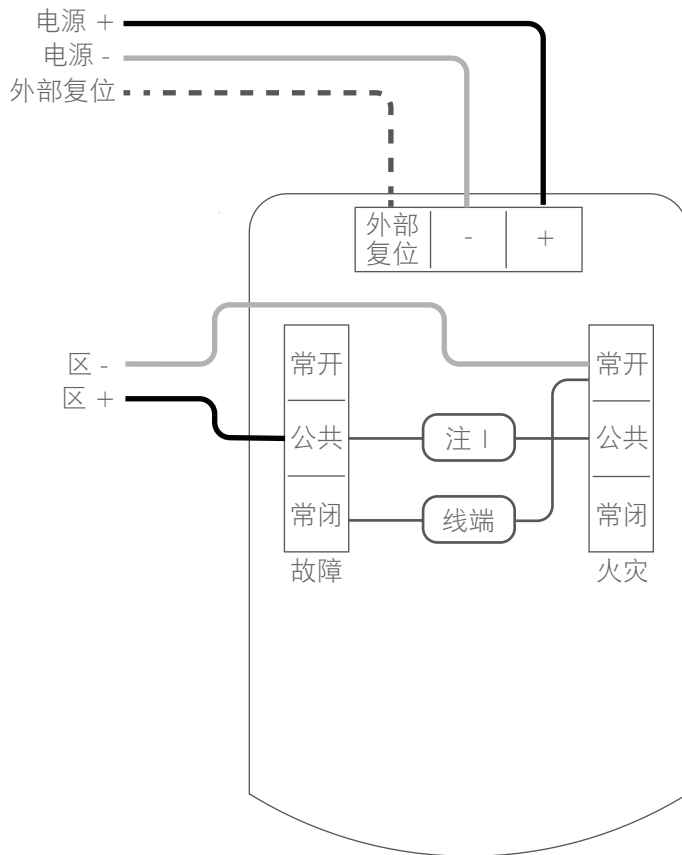 电源 +
电源 -
外部复位
外部
复位
-
+
区 -
区 +
常开
公共
常闭
故障
注 1
线端
常开
公共
常闭
火灾